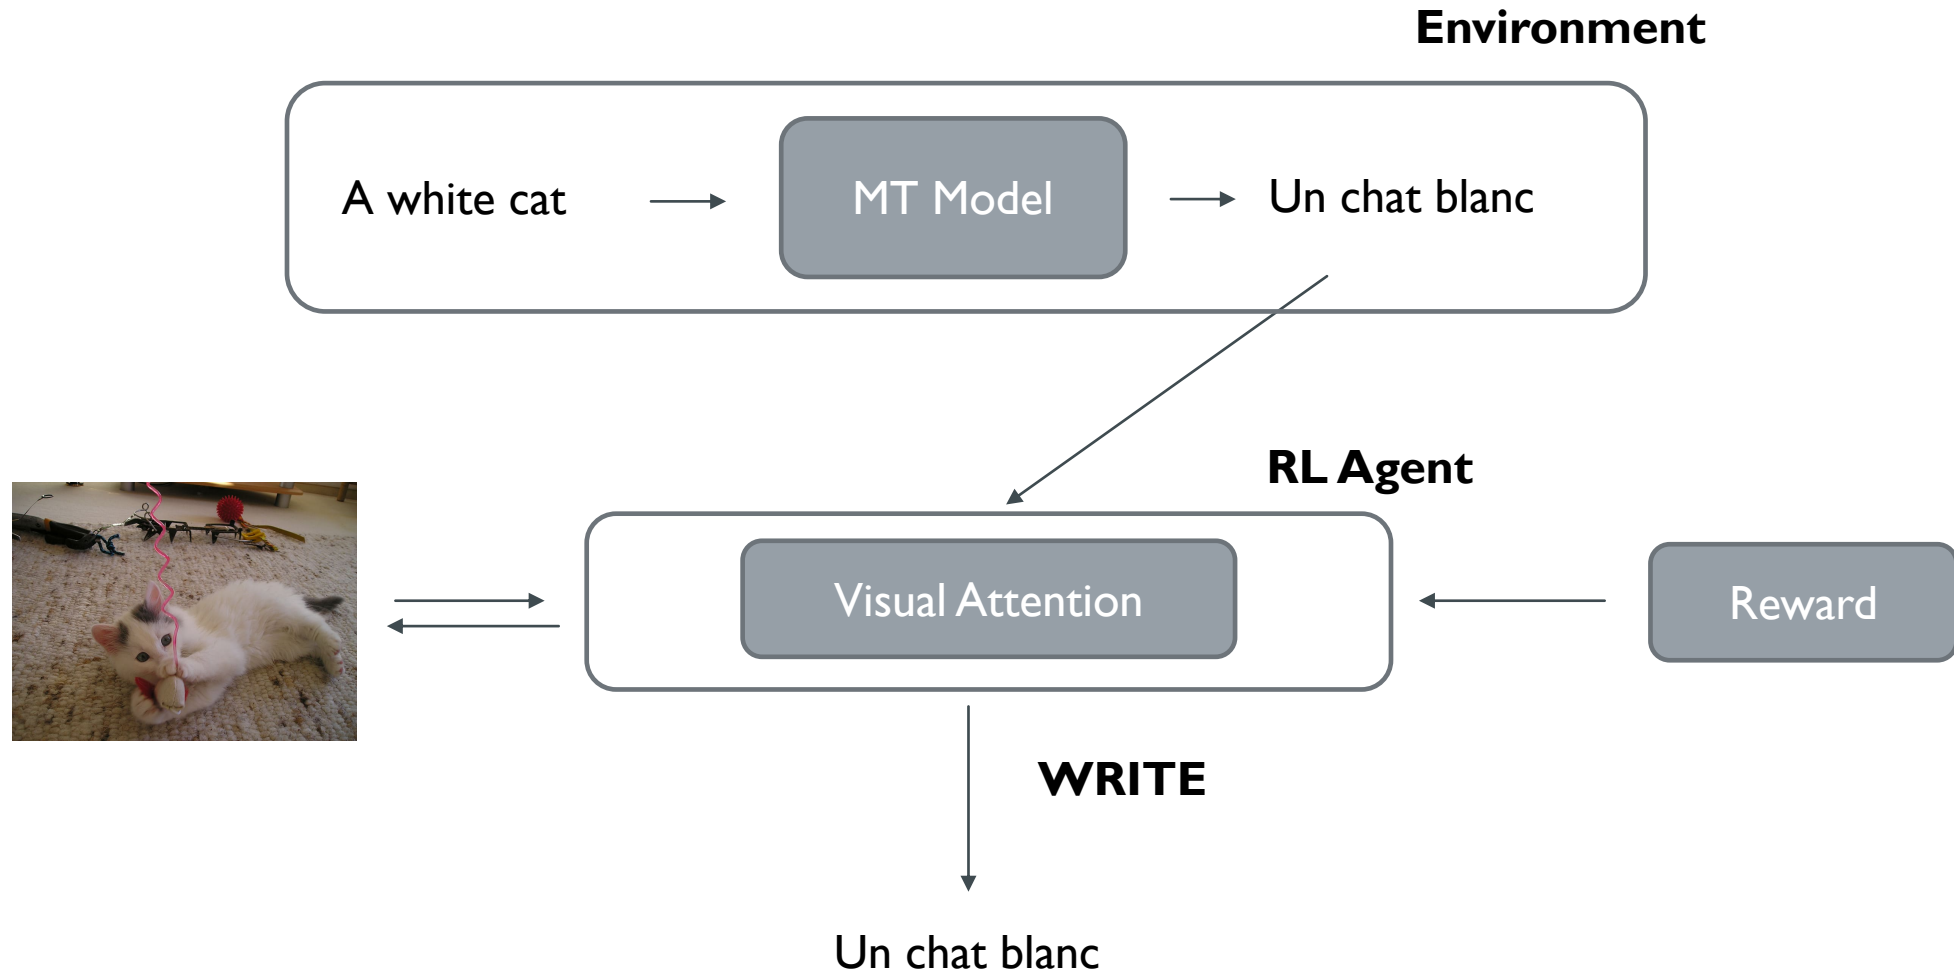 Environment
A white cat
MT Model
Un chat blanc
RL Agent
Visual Attention
Reward
WRITE
Un chat blanc